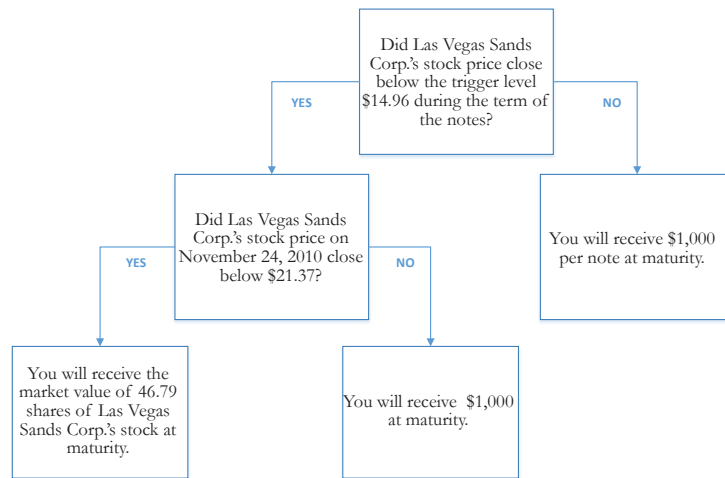 Did Las Vegas Sands
Corp.'s stock price close
below the trigger level
$14.96 during the term of
the notes?
YES
NO
Did Las Vegas Sands
Corp.'s stock price on
November 24, 2010 close
below $21.37?
You will receive $1,000
per note at maturity.
YES
NO
You will receive the
market value of 46.79
shares of Las Vegas
Sands Corp.'s stock at
maturity.
You will receive $1,000
at maturity.